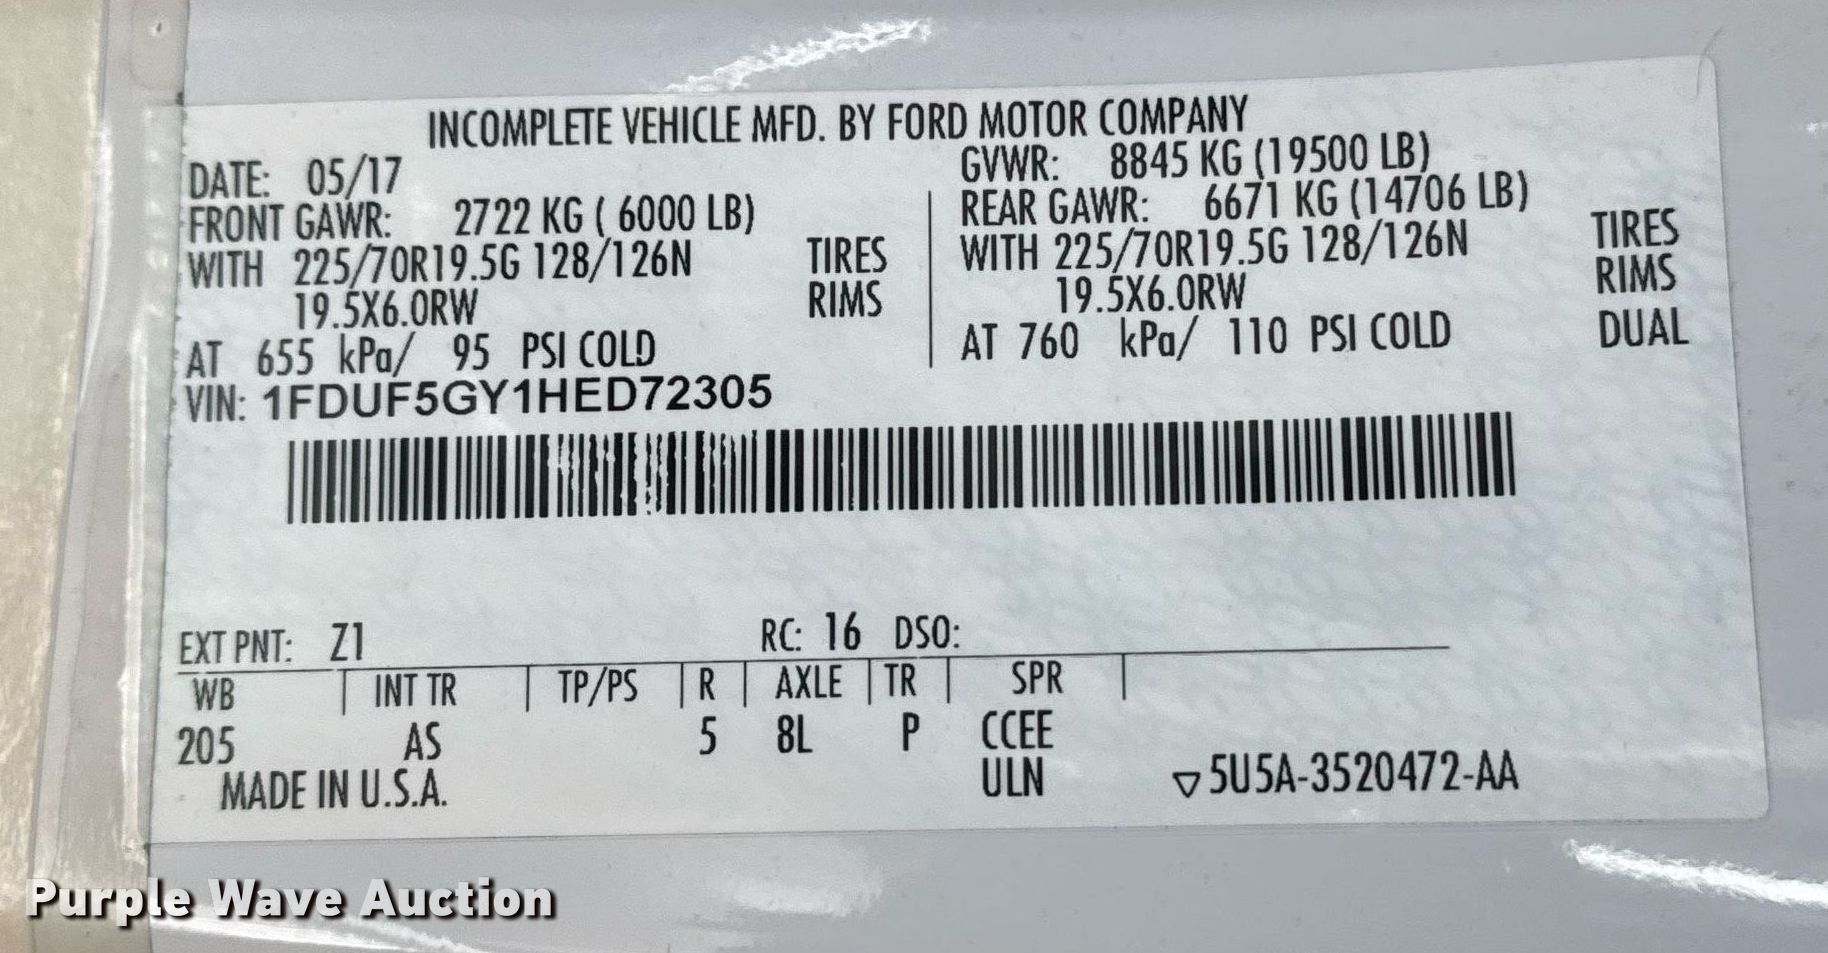 INCOMPLETE VEHICLE MFD. BY FORD MOTOR COMPANY
DATE: 05/17 GVWR: 8845 KG (19500 LB)
FRONT GAWR: 2722 KG ( 6000 LB) REAR GAWR: 6671 KG (14706 LB)
WITH 225/70R19.5G 128/126N TIRES WITH 225/70R19.5G 128/126N TIRES
19.5X6.0RW RIMS 19.5X6.0RW RIMS
AT 655 kPa/ 95 PSI COLD AT 760 kPa/ 110 PSI COLD DUAL
VIN: 1FDUF5GY1HED72305
EXT PNT: Z1 RC: 16 DSO:
WB INT TR TP/PS R AXLE TR SPR
205 AS 5 8L P CCEE
MADE IN U.S.A. ULN ▽5U5A-3520472-AA
Purple Wave Auction